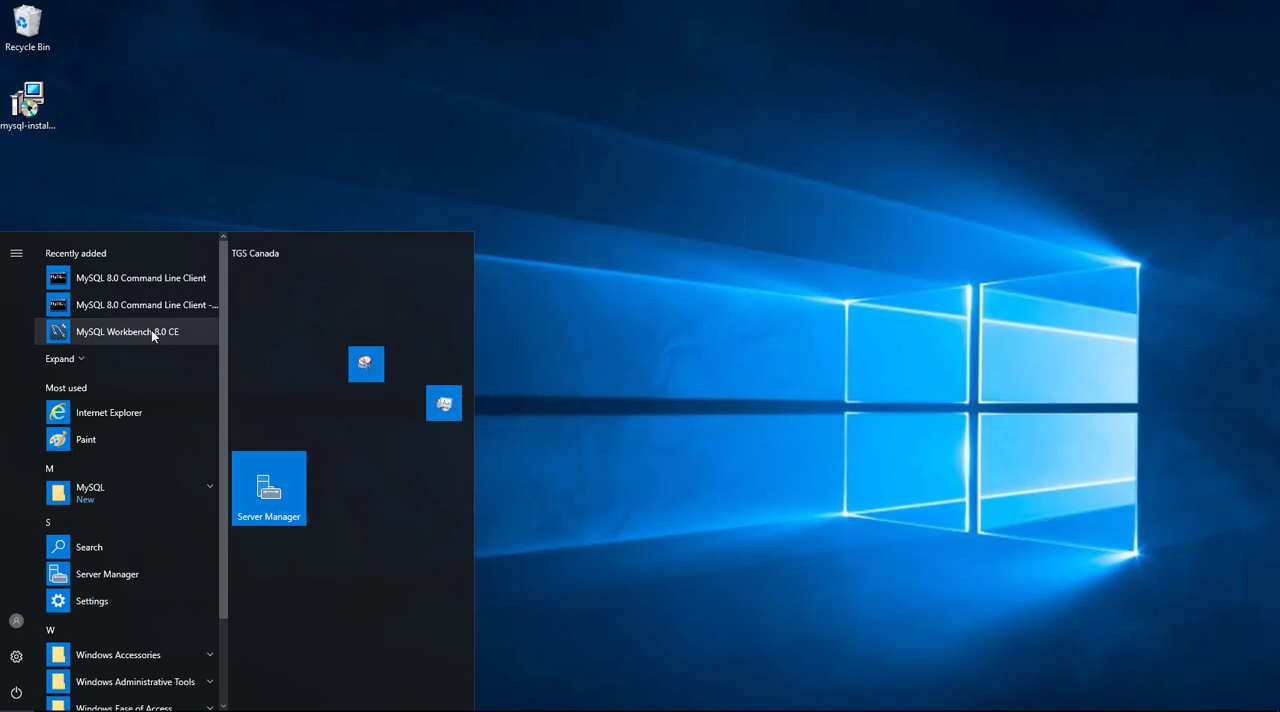 Recycle Bin
mysql-instal...
Recently added
TGS Canada
MySQL 8.0 Command Line Client
MySQL 8.0 Command Line Client -...
MySQL Workbench 8.0 CE
Expand
Most used
Internet Explorer
Paint
M
MySQL
New
S
Server Manager
Search
Server Manager
Settings
W
Windows Accessories
Windows Administrative Tools
Windows Ease of Access